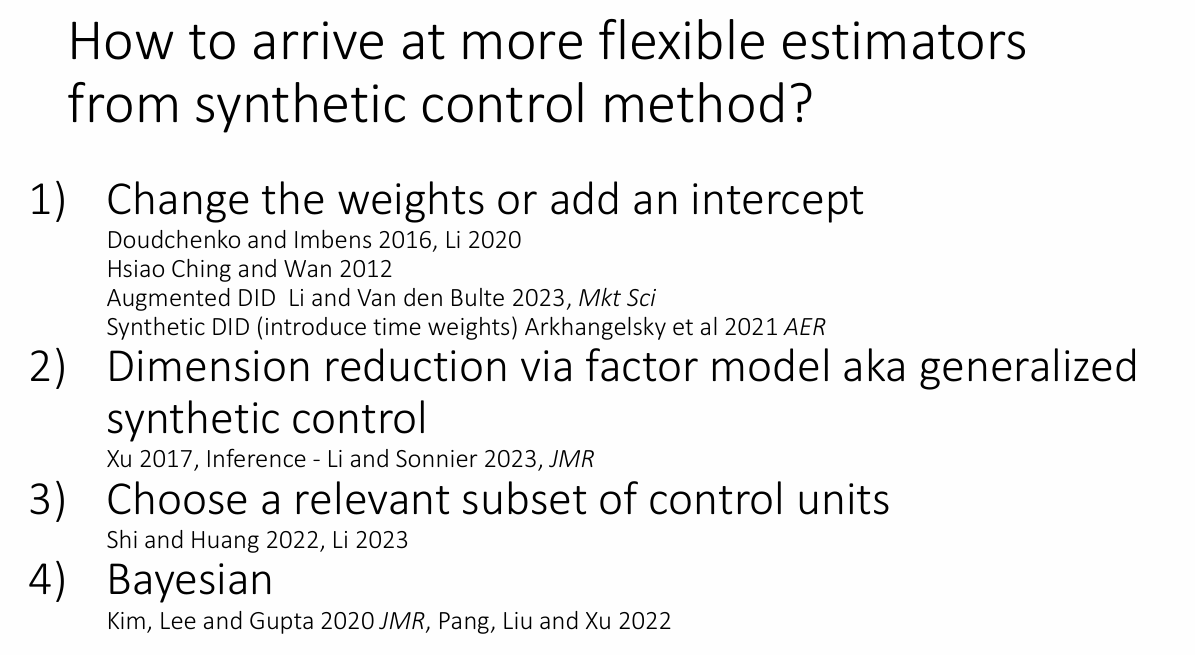 How to arrive at more flexible estimators
from synthetic control method?
1) Change the weights or add an intercept
Doudchenko and Imbens 2016, Li 2020
Hsiao Ching and Wan 2012
Augmented DID Li and Van den Bulte 2023, Mkt Sci
Synthetic DID (introduce time weights) Arkhangelsky et al 2021 AER
2) Dimension reduction via factor model aka generalized
synthetic control
Xu 2017, Inference - Li and Sonnier 2023, JMR
3) Choose a relevant subset of control units
Shi and Huang 2022, Li 2023
4) Bayesian
Kim, Lee and Gupta 2020 JMR, Pang, Liu and Xu 2022